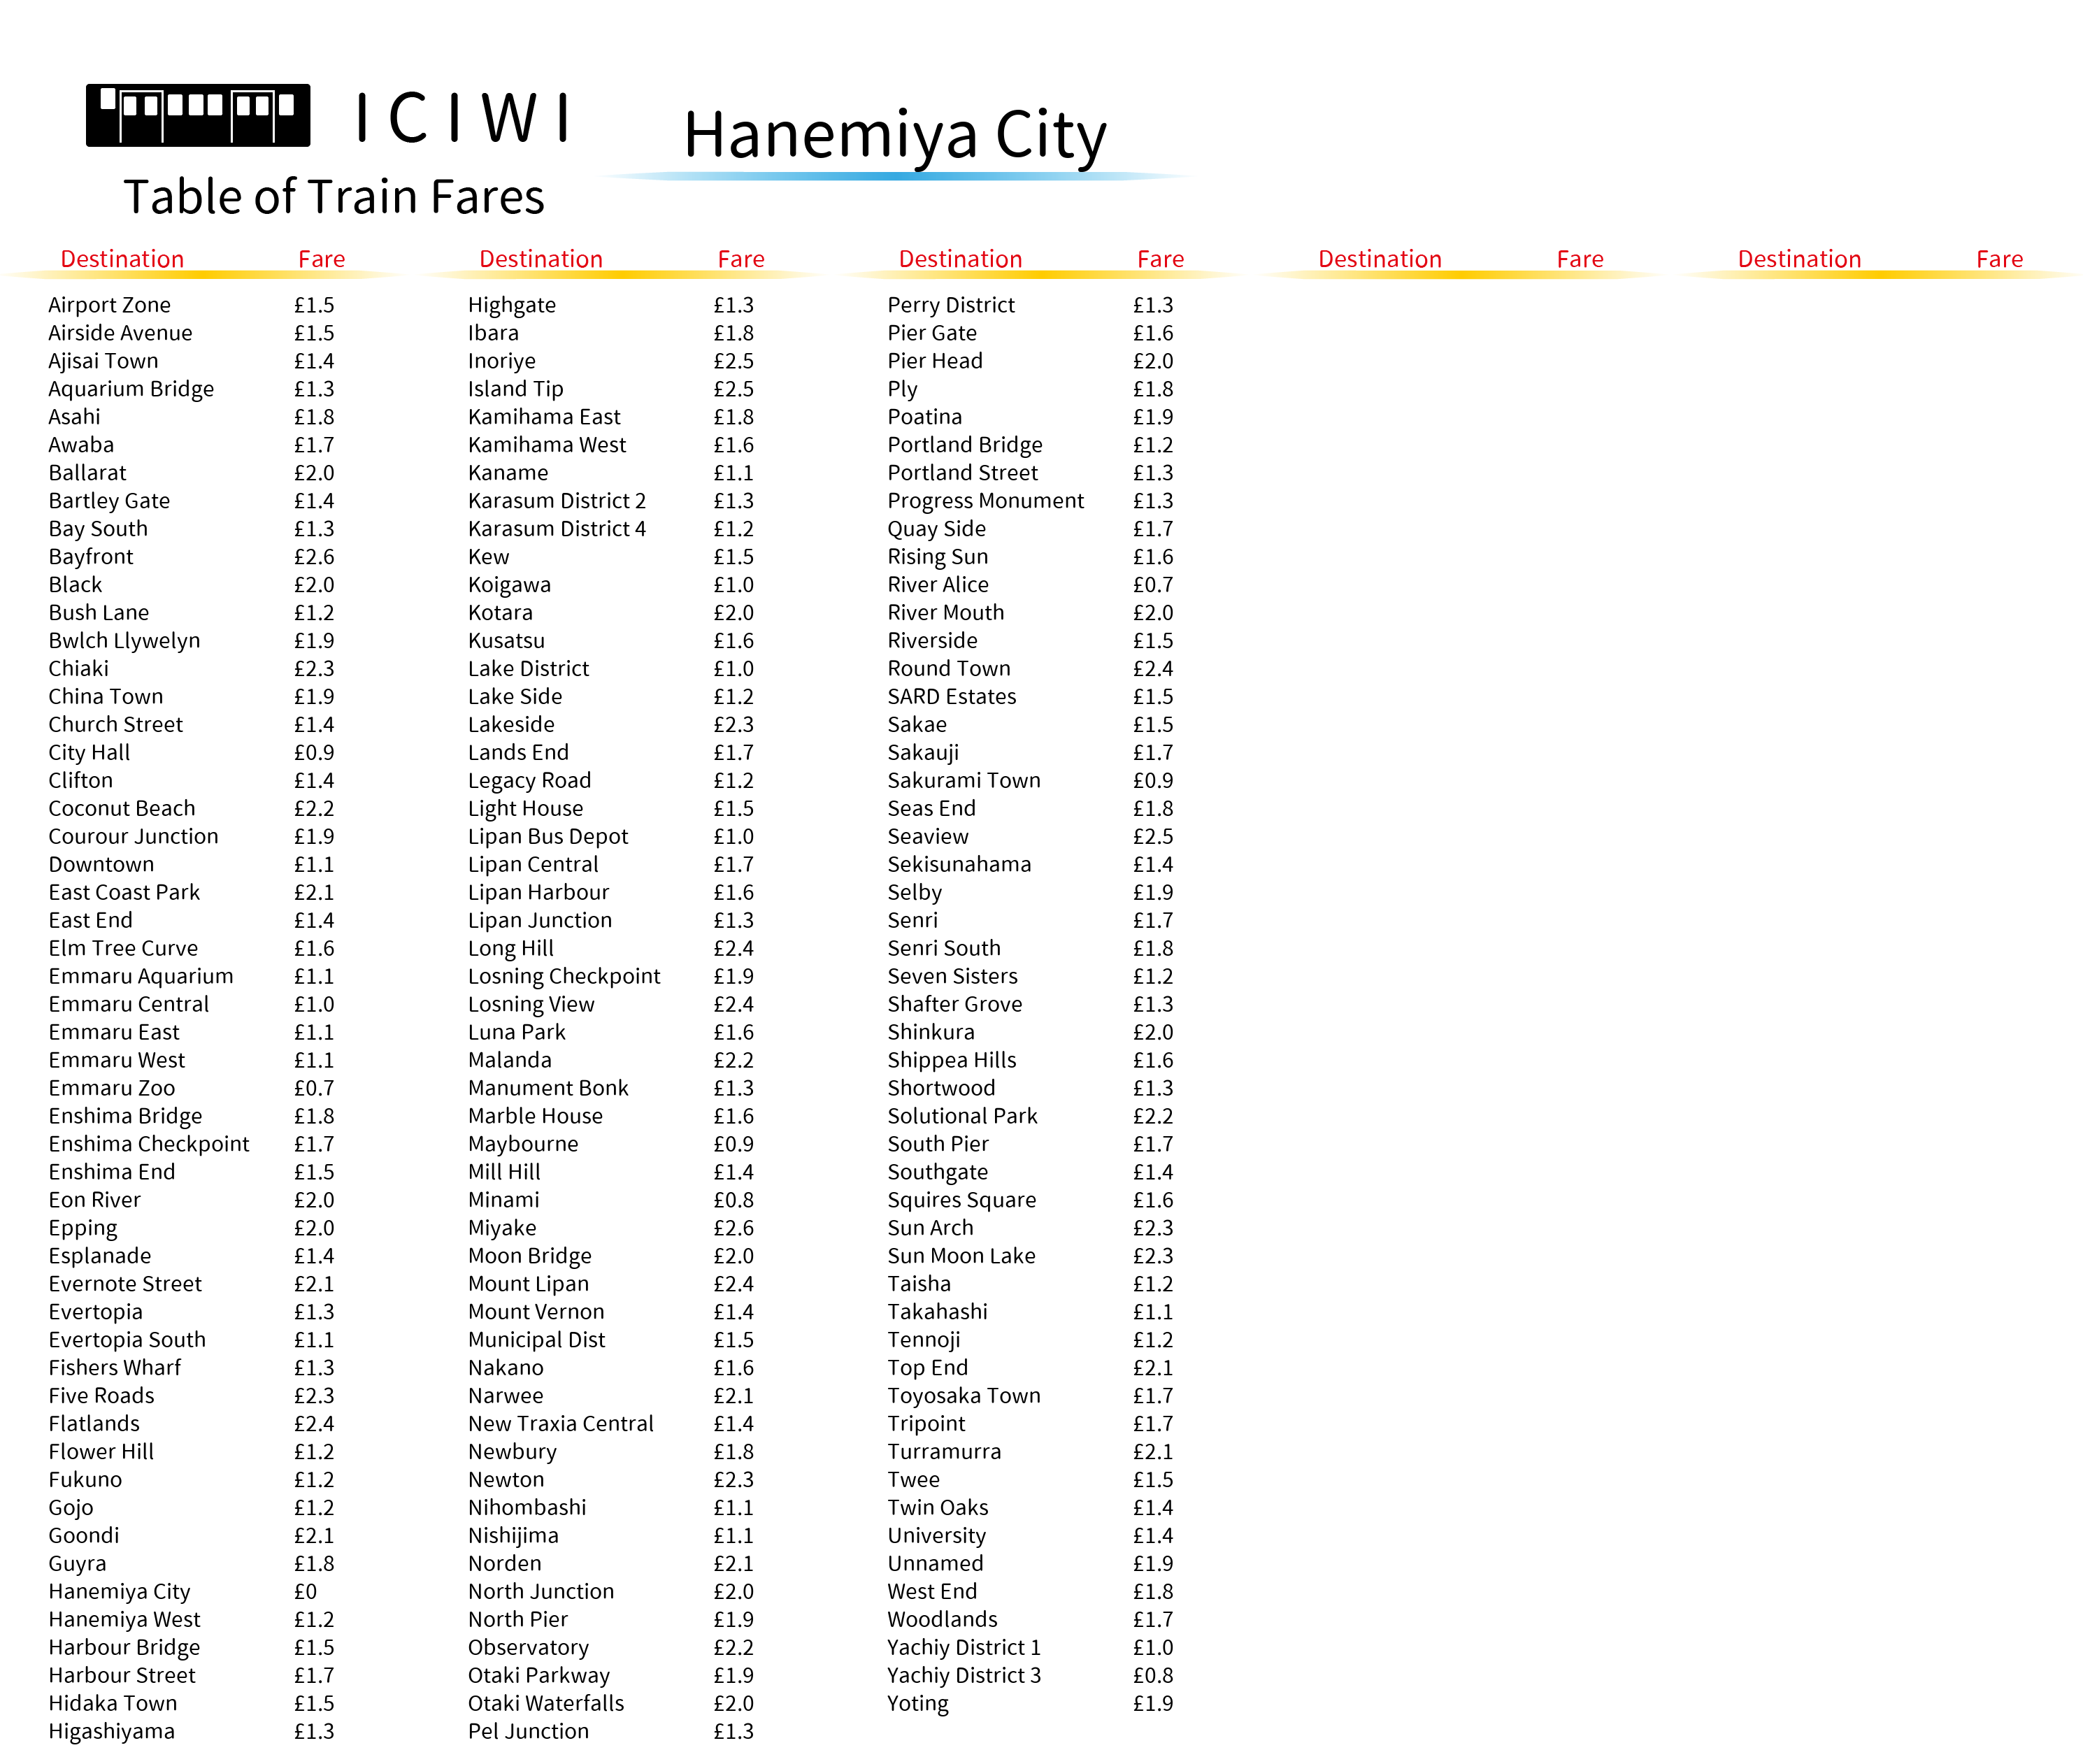 ICIWI
Hanemiya City
Table of Train Fares
Destination Fare
Airport Zone £1.5
Airside Avenue £1.5
Ajisai Town £1.4
Aquarium Bridge £1.3
Asahi £1.8
Awaba £1.7
Ballarat £2.0
Bartley Gate £1.4
Bay South £1.3
Bayfront £2.6
Black £2.0
Bush Lane £1.2
Bwlch Llywelyn £1.9
Chiaki £2.3
China Town £1.9
Church Street £1.4
City Hall £0.9
Clifton £1.4
Coconut Beach £2.2
Courour Junction £1.9
Downtown £1.1
East Coast Park £2.1
East End £1.4
Elm Tree Curve £1.6
Emmaru Aquarium £1.1
Emmaru Central £1.0
Emmaru East £1.1
Emmaru West £1.1
Emmaru Zoo £0.7
Enshima Bridge £1.8
Enshima Checkpoint £1.7
Enshima End £1.5
Eon River £2.0
Epping £2.0
Esplanade £1.4
Evernote Street £2.1
Evertopia £1.3
Evertopia South £1.1
Fishers Wharf £1.3
Five Roads £2.3
Flatlands £2.4
Flower Hill £1.2
Fukuno £1.2
Gojo £1.2
Goondi £2.1
Guyra £1.8
Hanemiya City £0
Hanemiya West £1.2
Harbour Bridge £1.5
Harbour Street £1.7
Hidaka Town £1.5
Higashiyama £1.3
Destination Fare
Highgate £1.3
Ibara £1.8
Inoriye £2.5
Island Tip £2.5
Kamihama East £1.8
Kamihama West £1.6
Kaname £1.1
Karasum District 2 £1.3
Karasum District 4 £1.2
Kew £1.5
Koigawa £1.0
Kotara £2.0
Kusatsu £1.6
Lake District £1.0
Lake Side £1.2
Lakeside £2.3
Lands End £1.7
Legacy Road £1.2
Light House £1.5
Lipan Bus Depot £1.0
Lipan Central £1.7
Lipan Harbour £1.6
Lipan Junction £1.3
Long Hill £2.4
Losning Checkpoint £1.9
Losning View £2.4
Luna Park £1.6
Malanda £2.2
Manument Bonk £1.3
Marble House £1.6
Maybourne £0.9
Mill Hill £1.4
Minami £0.8
Miyake £2.6
Moon Bridge £2.0
Mount Lipan £2.4
Mount Vernon £1.4
Municipal Dist £1.5
Nakano £1.6
Narwee £2.1
New Traxia Central £1.4
Newbury £1.8
Newton £2.3
Nihombashi £1.1
Nishijima £1.1
Norden £2.1
North Junction £2.0
North Pier £1.9
Observatory £2.2
Otaki Parkway £1.9
Otaki Waterfalls £2.0
Pel Junction £1.3
Destination Fare
Perry District £1.3
Pier Gate £1.6
Pier Head £2.0
Ply £1.8
Poatina £1.9
Portland Bridge £1.2
Portland Street £1.3
Progress Monument £1.3
Quay Side £1.7
Rising Sun £1.6
River Alice £0.7
River Mouth £2.0
Riverside £1.5
Round Town £2.4
SARD Estates £1.5
Sakae £1.5
Sakauji £1.7
Sakurami Town £0.9
Seas End £1.8
Seaview £2.5
Sekisunahama £1.4
Selby £1.9
Senri £1.7
Senri South £1.8
Seven Sisters £1.2
Shafter Grove £1.3
Shinkura £2.0
Shippea Hills £1.6
Shortwood £1.3
Solutional Park £2.2
South Pier £1.7
Southgate £1.4
Squires Square £1.6
Sun Arch £2.3
Sun Moon Lake £2.3
Taisha £1.2
Takahashi £1.1
Tennoji £1.2
Top End £2.1
Toyosaka Town £1.7
Tripoint £1.7
Turramurra £2.1
Twee £1.5
Twin Oaks £1.4
University £1.4
Unnamed £1.9
West End £1.8
Woodlands £1.7
Yachiy District 1 £1.0
Yachiy District 3 £0.8
Yoting £1.9
Destination Fare
Destination Fare